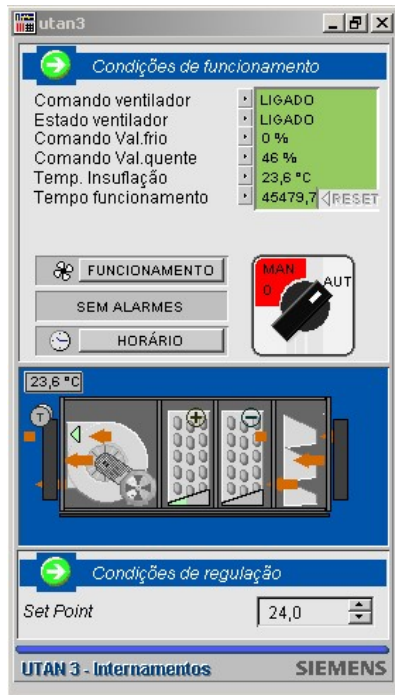 utan3
Condições de funcionamento
Comando ventilador LIGADO
Estado ventilador LIGADO
Comando Val.frio 0 %
Comando Val.quente 46 %
Temp. Insuflação 23,6 °C
Tempo funcionamento 45479,7 RESET
FUNCIONAMENTO
SEM ALARMES
HORÁRIO
MAN.
0
AUT
23,6 °C
T
Condições de regulação
Set Point 24,0
UTAN 3 - Internamentos SIEMENS